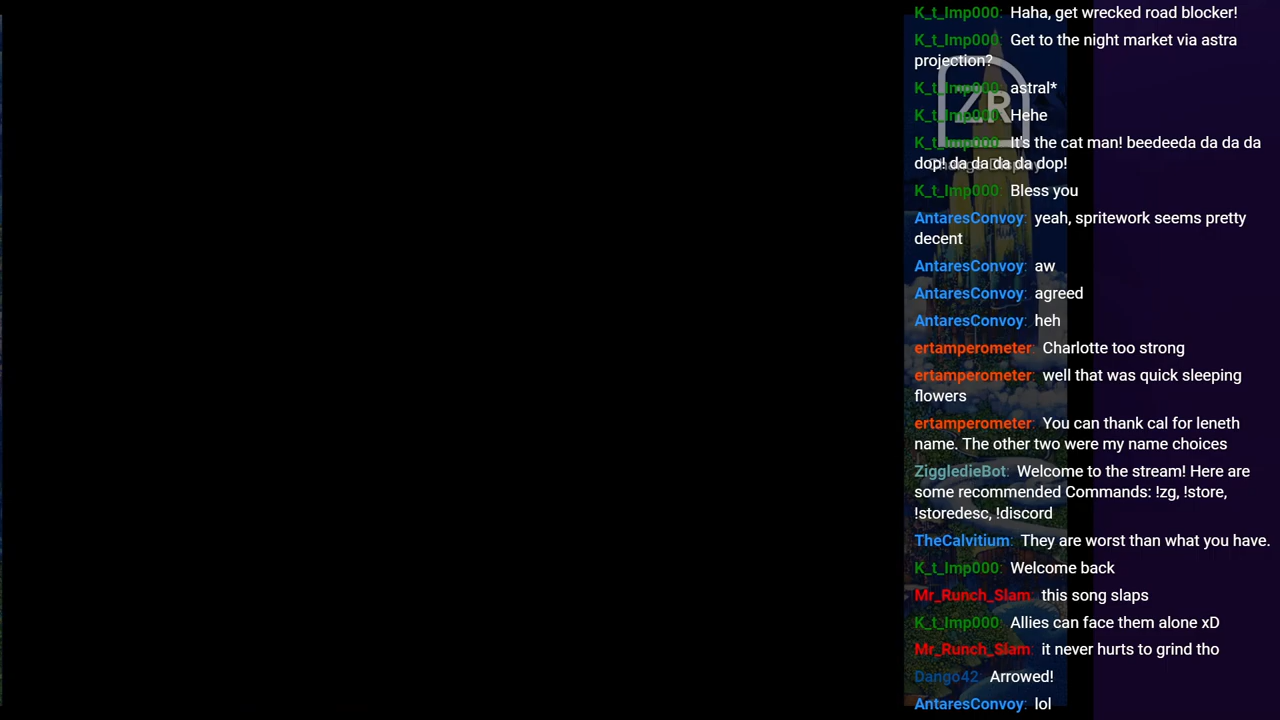 K_t_Imp000: Haha, get wrecked road blocker!
K_t_Imp000: Get to the night market via astra
projection?
K_t_Imp000: astral*
ZR
K_t_Imp000: Hehe
K_t_Imp000: It's the cat man! beedeeda da da da
dop! da da da da dop!
K_t_Imp000: Bless you
AntaresConvoy: yeah, spritework seems pretty
decent
AntaresConvoy: aw
AntaresConvoy: agreed
AntaresConvoy: heh
ertamperometer: Charlotte too strong
ertamperometer: well that was quick sleeping
flowers
ertamperometer: You can thank cal for leneth
name. The other two were my name choices
ZiggledieBot: Welcome to the stream! Here are
some recommended Commands: !zg, !store,
!storedesc, !discord
TheCalvitium: They are worst than what you have.
K_t_Imp000: Welcome back
Mr_Runch_Slam: this song slaps
K_t_Imp000: Allies can face them alone xD
Mr_Runch_Slam: it never hurts to grind tho
Dango42: Arrowed!
AntaresConvoy: lol